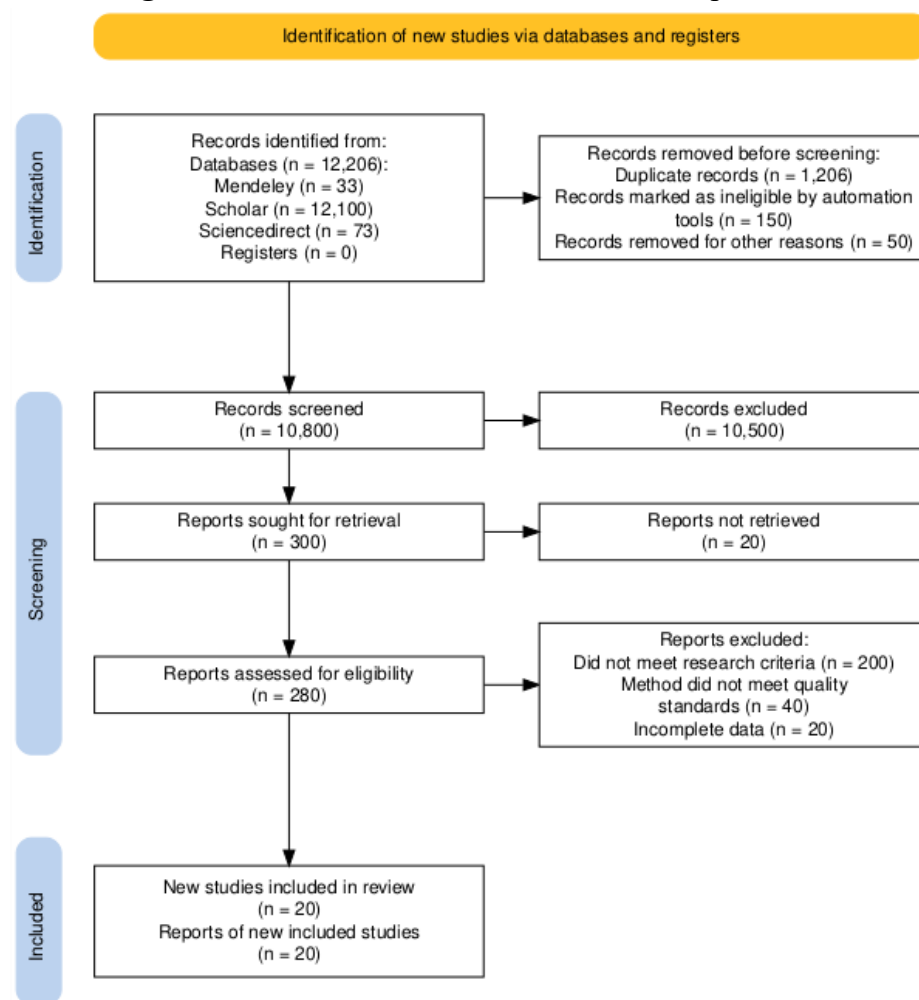 Identification of new studies via databases and registers
Identification
Records identified from:
Databases (n = 12,206):
Mendeley (n = 33)
Scholar (n = 12,100)
Sciencedirect (n = 73)
Registers (n = 0)
Records removed before screening:
Duplicate records (n = 1,206)
Records marked as ineligible by automation
tools (n = 150)
Records removed for other reasons (n = 50)
Screening
Records screened
(n = 10,800)
Records excluded
(n = 10,500)
Reports sought for retrieval
(n = 300)
Reports not retrieved
(n = 20)
Reports assessed for eligibility
(n = 280)
Reports excluded:
Did not meet research criteria (n = 200)
Method did not meet quality
standards (n = 40)
Incomplete data (n = 20)
Included
New studies included in review
(n = 20)
Reports of new included studies
(n = 20)